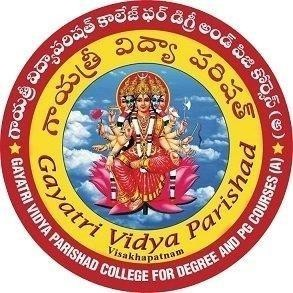 గాయత్రీ విద్యాపరిషత్ కాలేజ్ ఫర్ డిగ్రీ అండ్ పిజి కోర్సెస్ (అ)
గాయత్రీ విద్యా పరిషత్
Gayatri Vidya Parishad
Visakhapatnam
GAYATRI VIDYA PARISHAD COLLEGE FOR DEGREE AND PG COURSES (A)